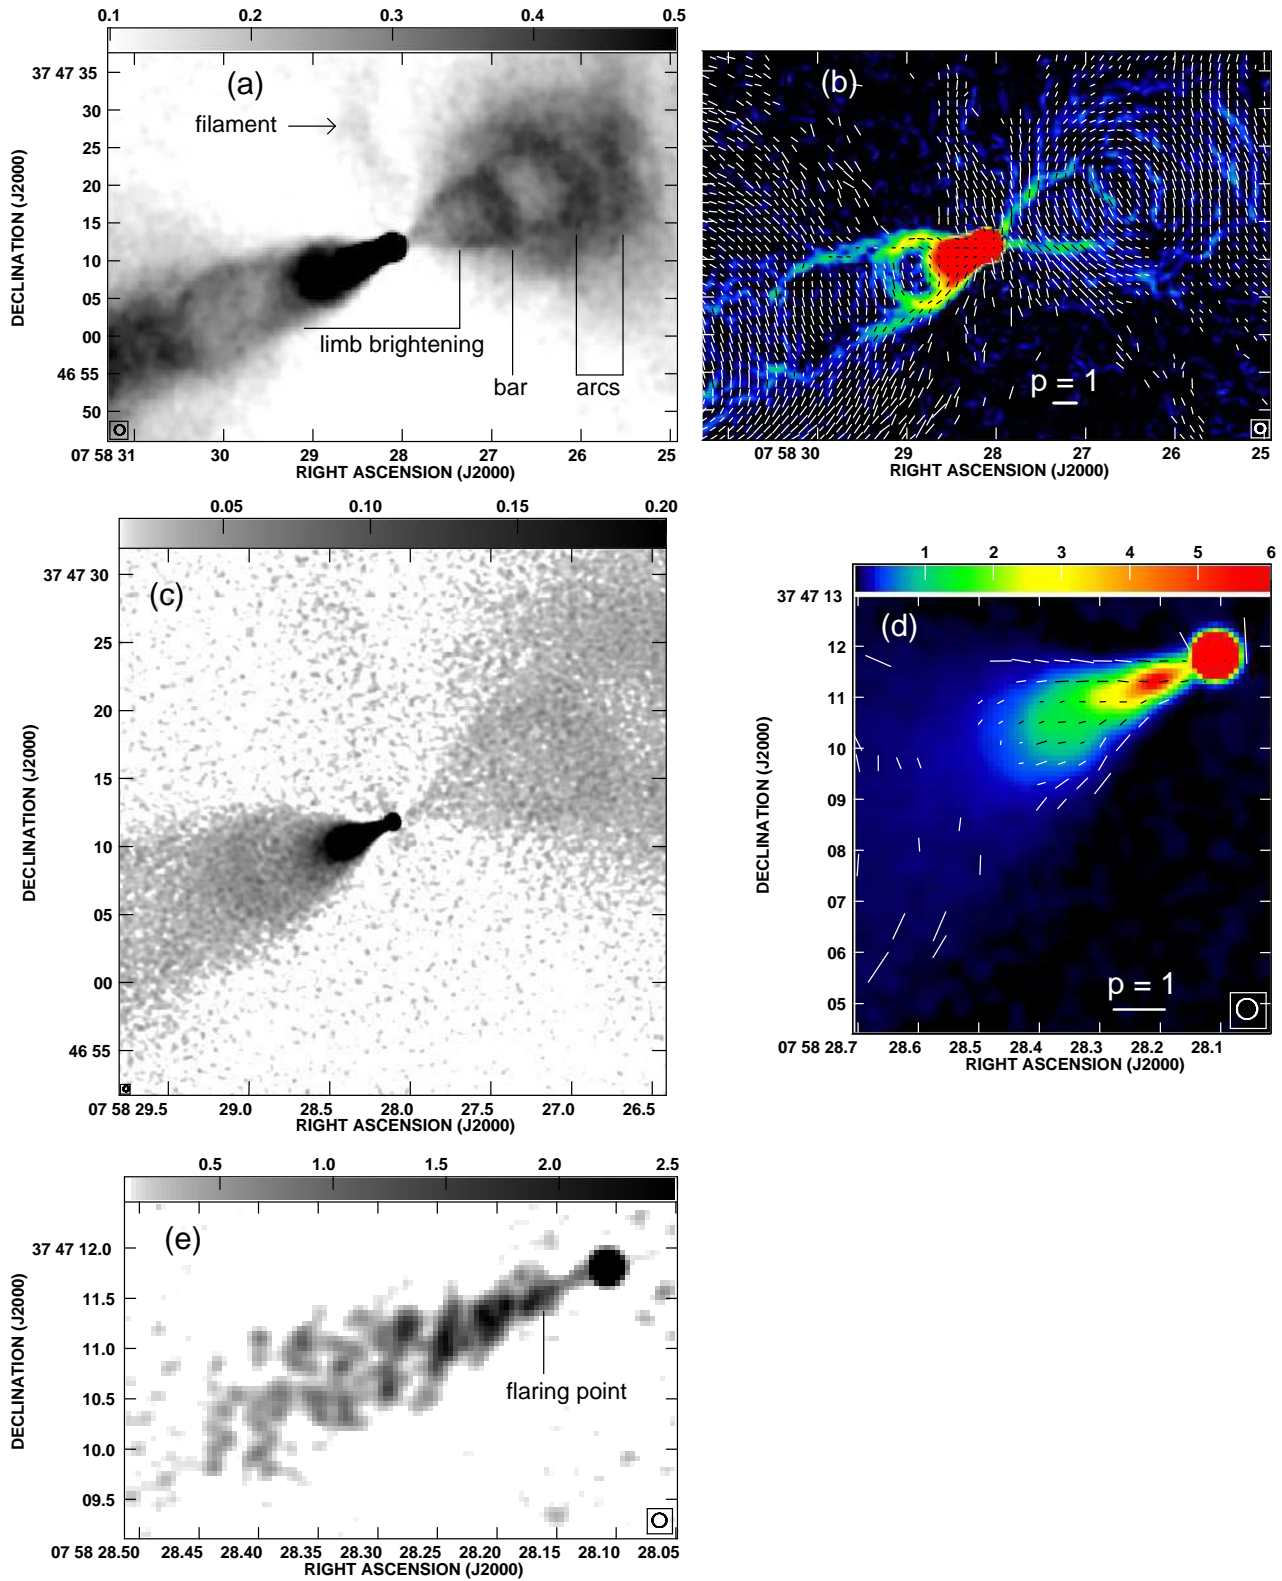 0.1 0.2 0.3 0.4 0.5
(a)
filament
limb brightening
bar
arcs
37 47 35
30
25
20
15
10
05
00
46 55
50
DECLINATION (J2000)
07 58 31 30 29 28 27 26 25
RIGHT ASCENSION (J2000)
(b)
p = 1
07 58 30 29 28 27 26 25
RIGHT ASCENSION (J2000)
0.05 0.10 0.15 0.20
(c)
37 47 30
25
20
15
10
05
00
46 55
DECLINATION (J2000)
07 58 29.5 29.0 28.5 28.0 27.5 27.0 26.5
RIGHT ASCENSION (J2000)
1 2 3 4 5 6
(d)
37 47 13
12
11
10
09
08
07
06
05
DECLINATION (J2000)
p = 1
07 58 28.7 28.6 28.5 28.4 28.3 28.2 28.1
RIGHT ASCENSION (J2000)
0.5 1.0 1.5 2.0 2.5
(e)
flaring point
37 47 12.0
11.5
11.0
10.5
10.0
09.5
DECLINATION (J2000)
07 58 28.50 28.45 28.40 28.35 28.30 28.25 28.20 28.15 28.10 28.05
RIGHT ASCENSION (J2000)